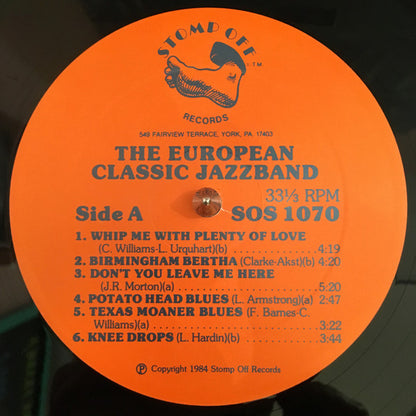 STOMP OFF
T.M.
RECORDS
549 FAIRVIEW TERRACE, YORK, PA. 17403
THE EUROPEAN
CLASSIC JAZZBAND
33⅓ RPM
Side A SOS 1070
1. WHIP ME WITH PLENTY OF LOVE
(C. Williams-L. Urquhart)(b) ........ 4:19
2. BIRMINGHAM BERTHA (Clarke-Akst)(b) 4:20
3. DON'T YOU LEAVE ME HERE
(J.R. Morton)(a) ........ 5:20
4. POTATO HEAD BLUES (L. Armstrong)(a) 2:47
5. TEXAS MOANER BLUES (F. Barnes-C.
Williams)(a) ........ 3:22
6. KNEE DROPS (L. Hardin)(b) ........ 3:44
Ⓟ Copyright 1984 Stomp Off Records